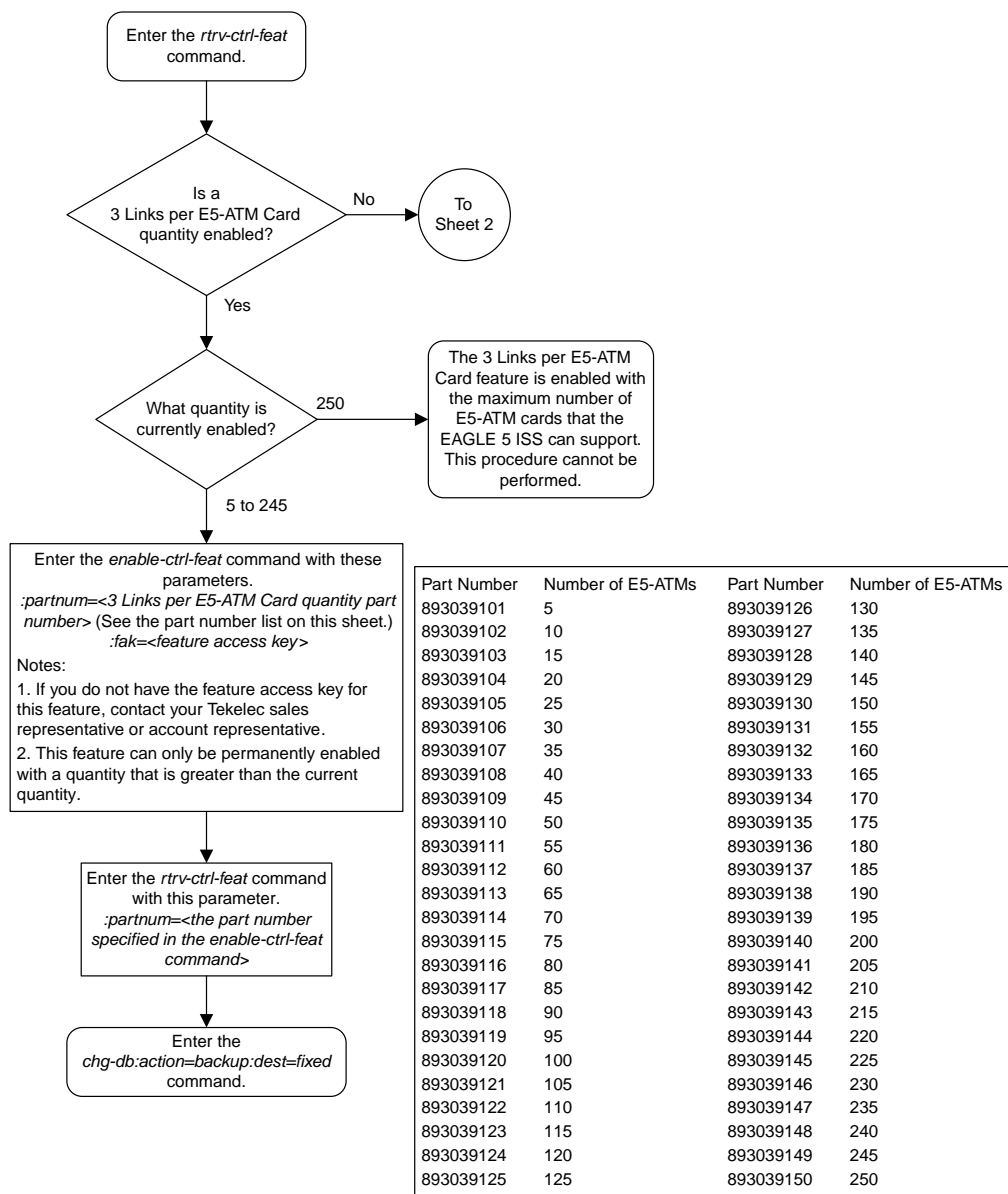 Enter the rtrv-ctrl-feat
command.
Is a
3 Links per E5-ATM Card
quantity enabled?
No
To
Sheet 2
Yes
What quantity is
currently enabled?
250
The 3 Links per E5-ATM
Card feature is enabled with
the maximum number of
E5-ATM cards that the
EAGLE 5 ISS can support.
This procedure cannot be
performed.
5 to 245
Enter the enable-ctrl-feat command with these
parameters.
:partnum=<3 Links per E5-ATM Card quantity part
number> (See the part number list on this sheet.)
:fak=<feature access key>
Notes:
1. If you do not have the feature access key for
this feature, contact your Tekelec sales
representative or account representative.
2. This feature can only be permanently enabled
with a quantity that is greater than the current
quantity.
Enter the rtrv-ctrl-feat command
with this parameter.
:partnum=<the part number
specified in the enable-ctrl-feat
command>
Enter the
chg-db:action=backup:dest=fixed
command.
Part Number Number of E5-ATMs Part Number Number of E5-ATMs
893039101 5 893039126 130
893039102 10 893039127 135
893039103 15 893039128 140
893039104 20 893039129 145
893039105 25 893039130 150
893039106 30 893039131 155
893039107 35 893039132 160
893039108 40 893039133 165
893039109 45 893039134 170
893039110 50 893039135 175
893039111 55 893039136 180
893039112 60 893039137 185
893039113 65 893039138 190
893039114 70 893039139 195
893039115 75 893039140 200
893039116 80 893039141 205
893039117 85 893039142 210
893039118 90 893039143 215
893039119 95 893039144 220
893039120 100 893039145 225
893039121 105 893039146 230
893039122 110 893039147 235
893039123 115 893039148 240
893039124 120 893039149 245
893039125 125 893039150 250